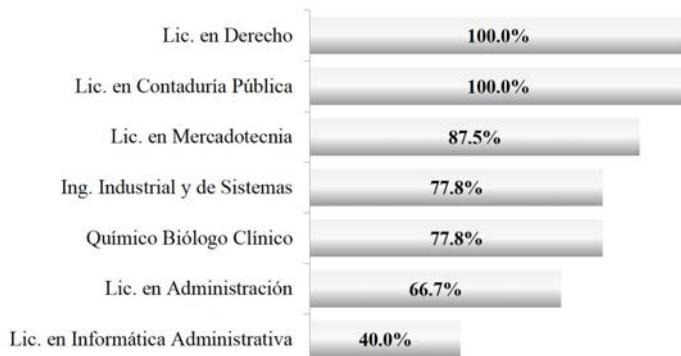 Lic. en Derecho 100.0%
Lic. en Contaduría Pública 100.0%
Lic. en Mercadotecnia 87.5%
Ing. Industrial y de Sistemas 77.8%
Químico Biólogo Clínico 77.8%
Lic. en Administración 66.7%
Lic. en Informática Administrativa 40.0%